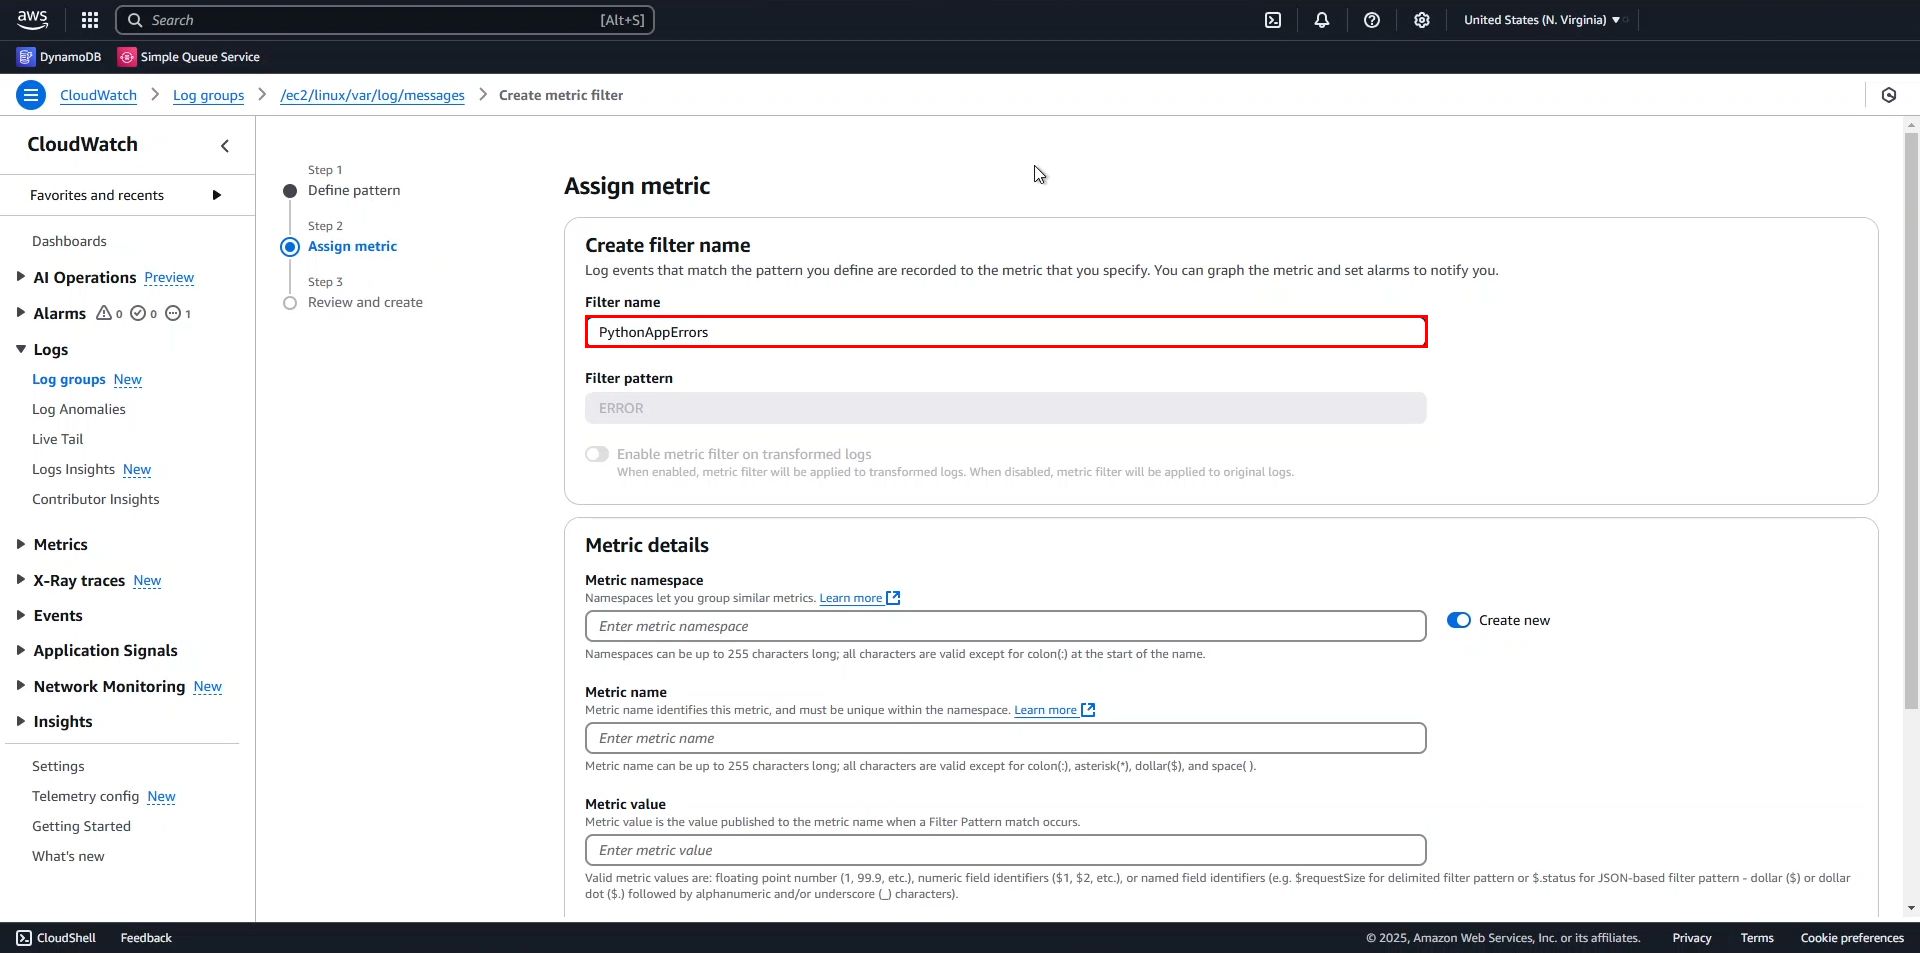 aws
Search
[Alt+S]
United States (N. Virginia)
DynamoDB
Simple Queue Service
CloudWatch
Log groups
/ec2/linux/var/log/messages
Create metric filter
CloudWatch
Favorites and recents
Dashboards
AI Operations Preview
Alarms 0 0 1
Logs
Log groups New
Log Anomalies
Live Tail
Logs Insights New
Contributor Insights
Metrics
X-Ray traces New
Events
Application Signals
Network Monitoring New
Insights
Settings
Telemetry config New
Getting Started
What's new
Step 1
Define pattern
Step 2
Assign metric
Step 3
Review and create
Assign metric
Create filter name
Log events that match the pattern you define are recorded to the metric that you specify. You can graph the metric and set alarms to notify you.
Filter name
PythonAppErrors
Filter pattern
ERROR
Enable metric filter on transformed logs
When enabled, metric filter will be applied to transformed logs. When disabled, metric filter will be applied to original logs.
Metric details
Metric namespace
Namespaces let you group similar metrics. Learn more
Enter metric namespace
Create new
Namespaces can be up to 255 characters long; all characters are valid except for colon(:) at the start of the name.
Metric name
Metric name identifies this metric, and must be unique within the namespace. Learn more
Enter metric name
Metric name can be up to 255 characters long; all characters are valid except for colon(:), asterisk(*), dollar($), and space( ).
Metric value
Metric value is the value published to the metric name when a Filter Pattern match occurs.
Enter metric value
Valid metric values are: floating point number (1, 99.9, etc.), numeric field identifiers ($1, $2, etc.), or named field identifiers (e.g. $requestSize for delimited filter pattern or $.status for JSON-based filter pattern - dollar ($) or dollar
dot ($.) followed by alphanumeric and/or underscore (_) characters).
CloudShell
Feedback
© 2025, Amazon Web Services, Inc. or its affiliates.
Privacy
Terms
Cookie preferences